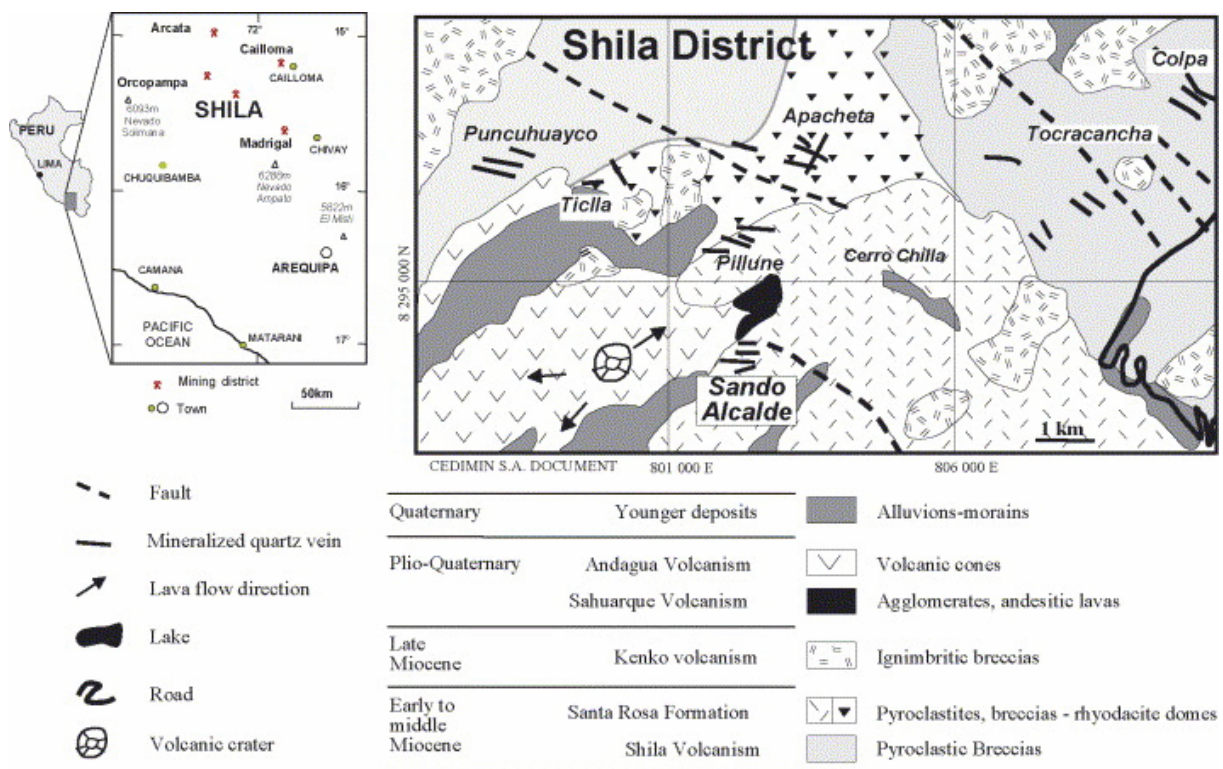 Arcata
72°
15°
Cailloma
CAILLOMA
Orcopampa
SHILA
6093m
Nevado
Solimana
PERU
LIMA
Madrigal
CHIVAY
CHUQUIBAMBA
6288m
Nevado
Ampato
16°
5822m
El Misti
AREQUIPA
CAMANA
PACIFIC
OCEAN
MATARANI
17°
Mining district
Town
50km
Shila District
Colpa
Puncuhuayco
Apacheta
Tocracancha
Ticlla
Pillune
Cerro Chilla
8 295 000 N
Sando
Alcalde
1 km
CEDIMIN S.A. DOCUMENT
801 000 E
806 000 E
Fault
Mineralized quartz vein
Lava flow direction
Lake
Road
Volcanic crater
Quaternary Younger deposits Alluvions-morains
Plio-Quaternary Andagua Volcanism Volcanic cones
Sahuarque Volcanism Agglomerates, andesitic lavas
Late
Miocene Kenko volcanism Ignimbritic breccias
Early to
middle
Miocene
Santa Rosa Formation Pyroclastites, breccias - rhyodacite domes
Shila Volcanism Pyroclastic Breccias